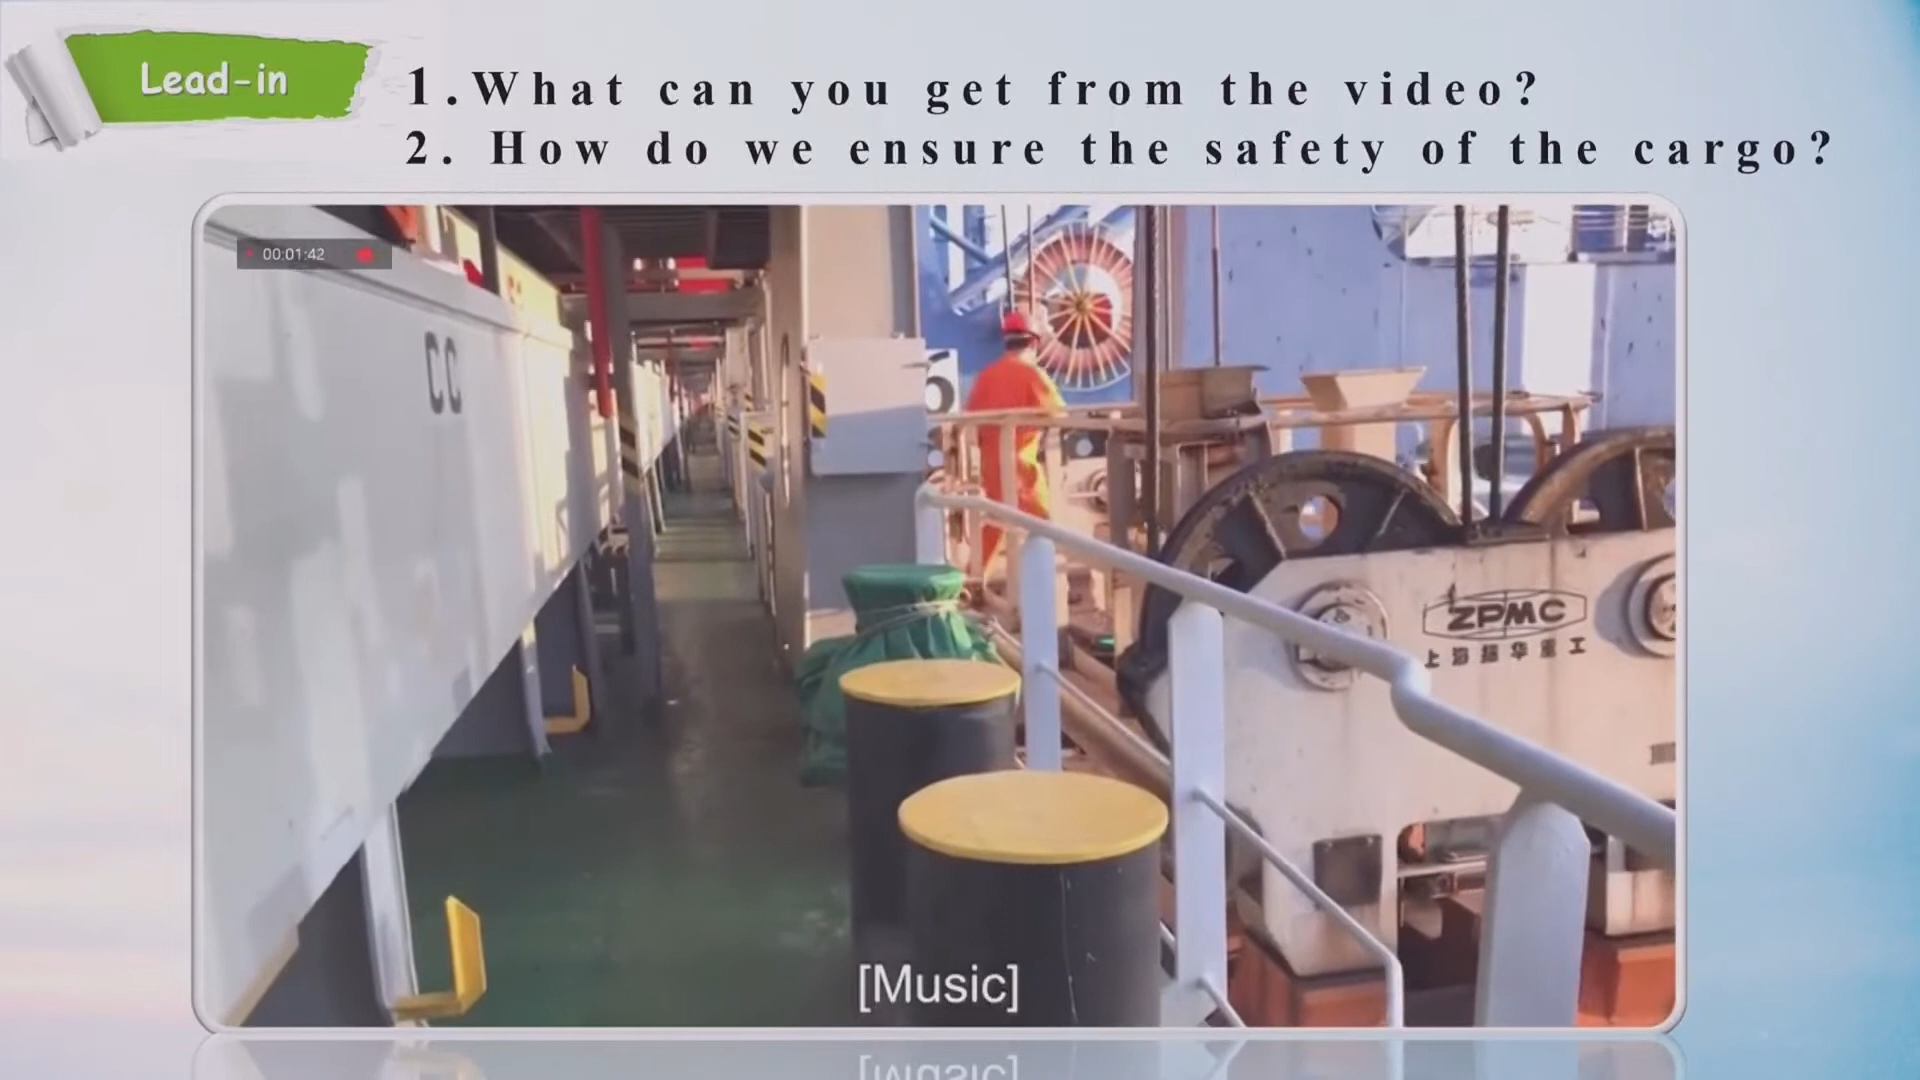 Lead-in
1.What can you get from the video?
2. How do we ensure the safety of the cargo?
00:01:42
CC
6
ZPMC
上海振华重工
[Music]